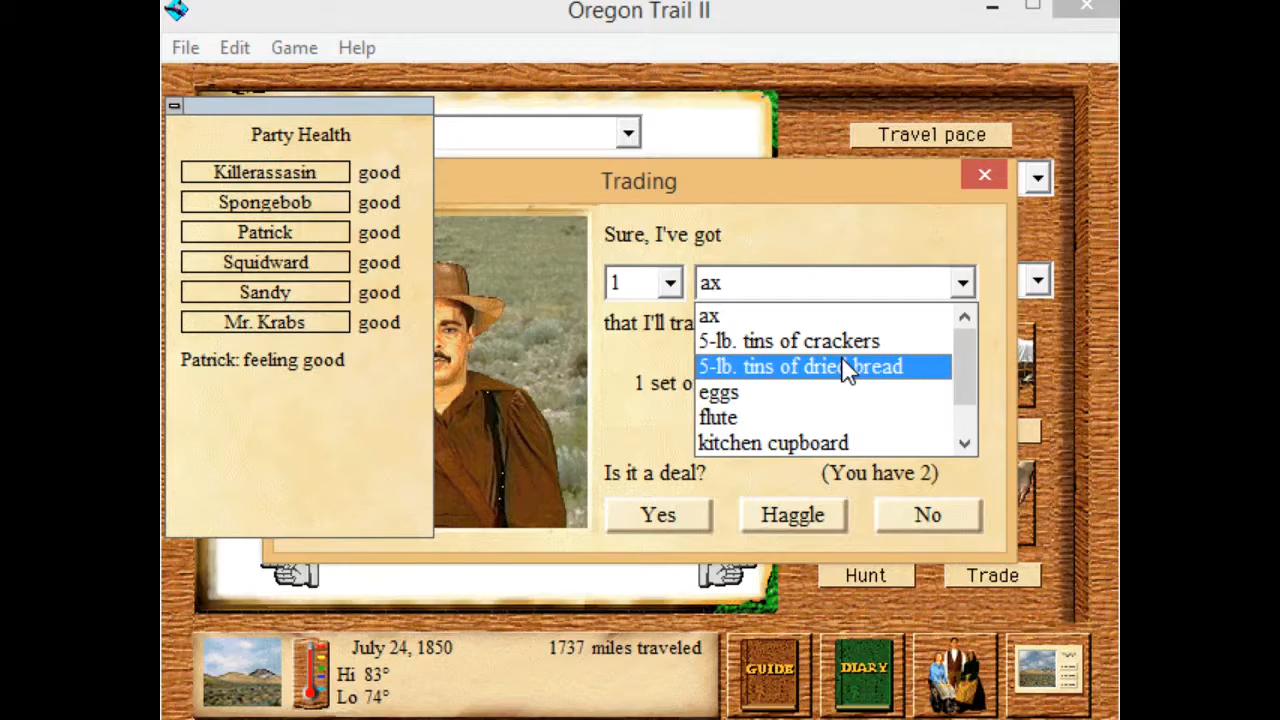 Oregon Trail II
File Edit Game Help
Party Health
Killerassasin good
Spongebob good
Patrick good
Squidward good
Sandy good
Mr. Krabs good
Patrick: feeling good
Travel pace
Trading
Sure, I've got
1 ax
ax
5-lb. tins of crackers
5-lb. tins of dried bread
eggs
flute
kitchen cupboard
that I'll tra
1 set o
Is it a deal? (You have 2)
Yes Haggle No
Hunt Trade
July 24, 1850 1737 miles traveled
Hi 83°
Lo 74°
GUIDE DIARY